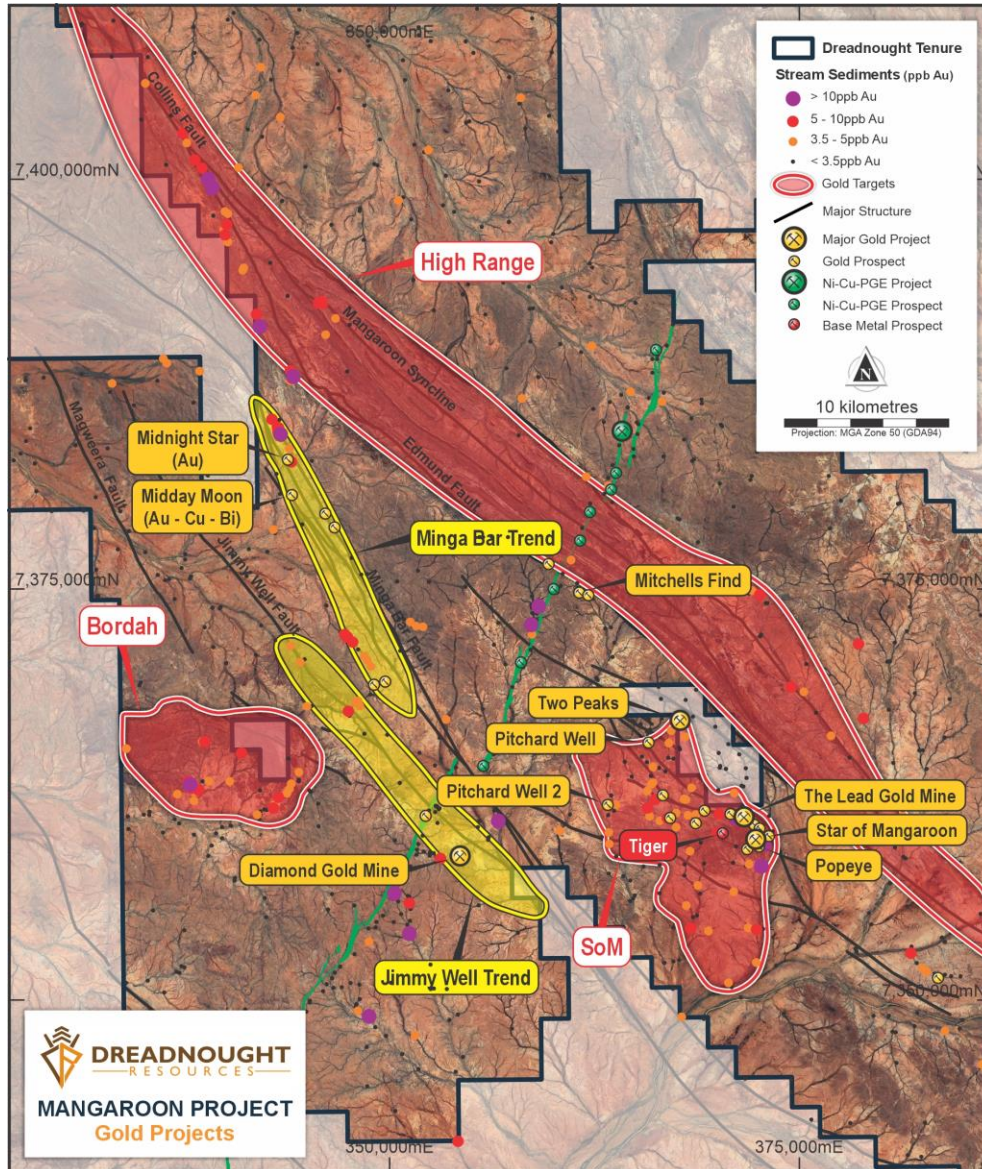 350,000mE
Dreadnought Tenure
Stream Sediments (ppb Au)
> 10ppb Au
5 - 10ppb Au
3.5 - 5ppb Au
< 3.5ppb Au
Gold Targets
Major Structure
Major Gold Project
Gold Prospect
Ni-Cu-PGE Project
Ni-Cu-PGE Prospect
Base Metal Prospect
N
10 kilometres
Projection: MGA Zone 50 (GDA94)
Collins Fault
7,400,000mN
High Range
Mangaroon Syncline
Edmund Fault
Magweera Fault
Midnight Star
(Au)
Midday Moon
(Au - Cu - Bi)
Jimmy Well Fault
Minga Bar Trend
Minga Bar Fault
7,375,000mN
7,375,000mN
Mitchells Find
Bordah
Two Peaks
Pitchard Well
Pitchard Well 2
The Lead Gold Mine
Star of Mangaroon
Popeye
Tiger
Diamond Gold Mine
SoM
Jimmy Well Trend
7,350,000mN
DREADNOUGHT
RESOURCES
MANGAROON PROJECT
Gold Projects
350,000mE
375,000mE